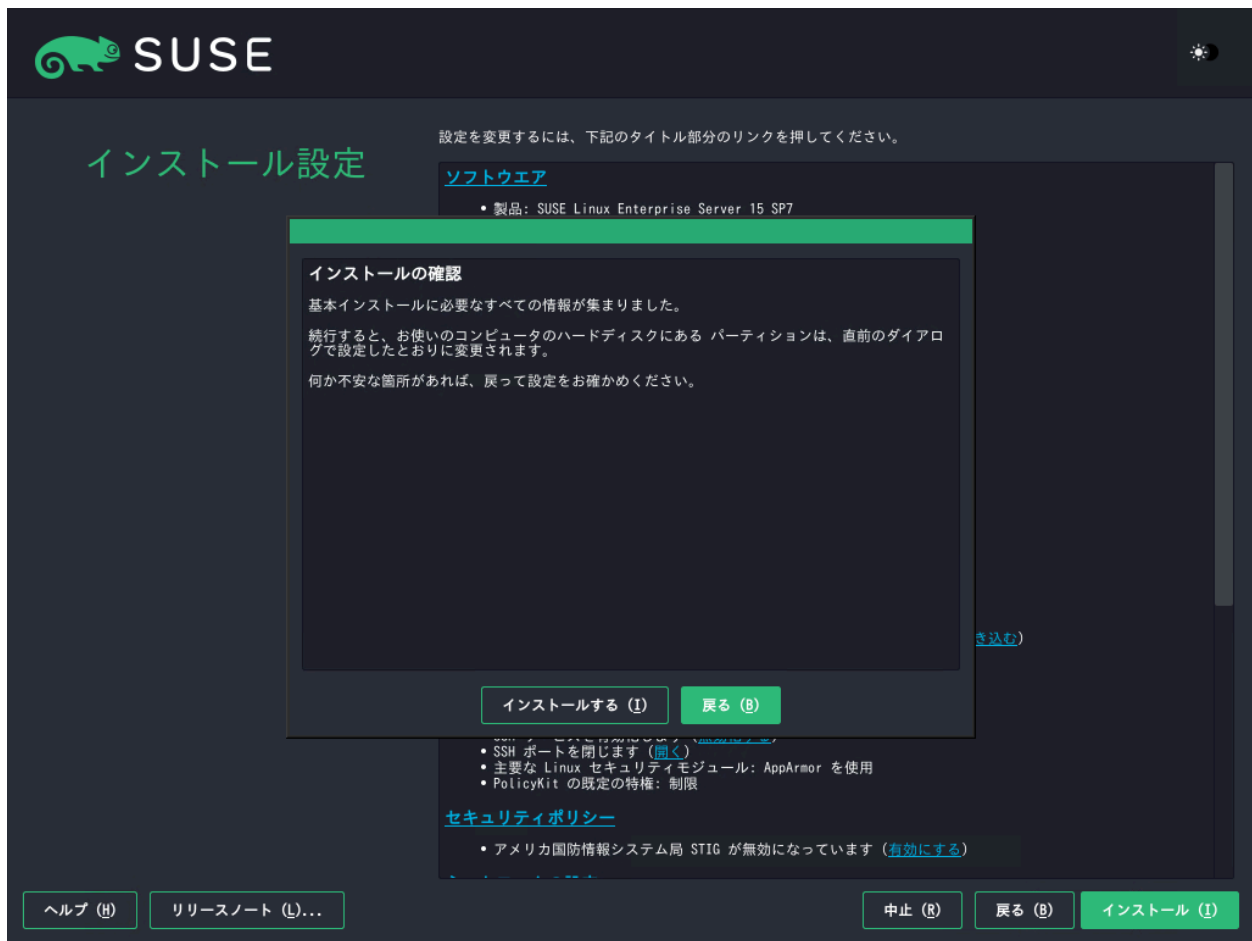 SUSE
インストール設定
設定を変更するには、下記のタイトル部分のリンクを押してください。
ソフトウエア
• 製品: SUSE Linux Enterprise Server 15 SP7
インストールの確認
基本インストールに必要なすべての情報が集まりました。
続行すると、お使いのコンピュータのハードディスクにある パーティションは、直前のダイアロ
グで設定したとおりに変更されます。
何か不安な箇所があれば、戻って設定をお確かめください。
き込む)
インストールする (I)
戻る (B)
• SSH ポートを閉じます (開く)
• 主要な Linux セキュリティモジュール: AppArmor を使用
• PolicyKit の既定の特権: 制限
セキュリティポリシー
• アメリカ国防情報システム局 STIG が無効になっています (有効にする)
ヘルプ (H)
リリースノート (L)...
中止 (R)
戻る (B)
インストール (I)